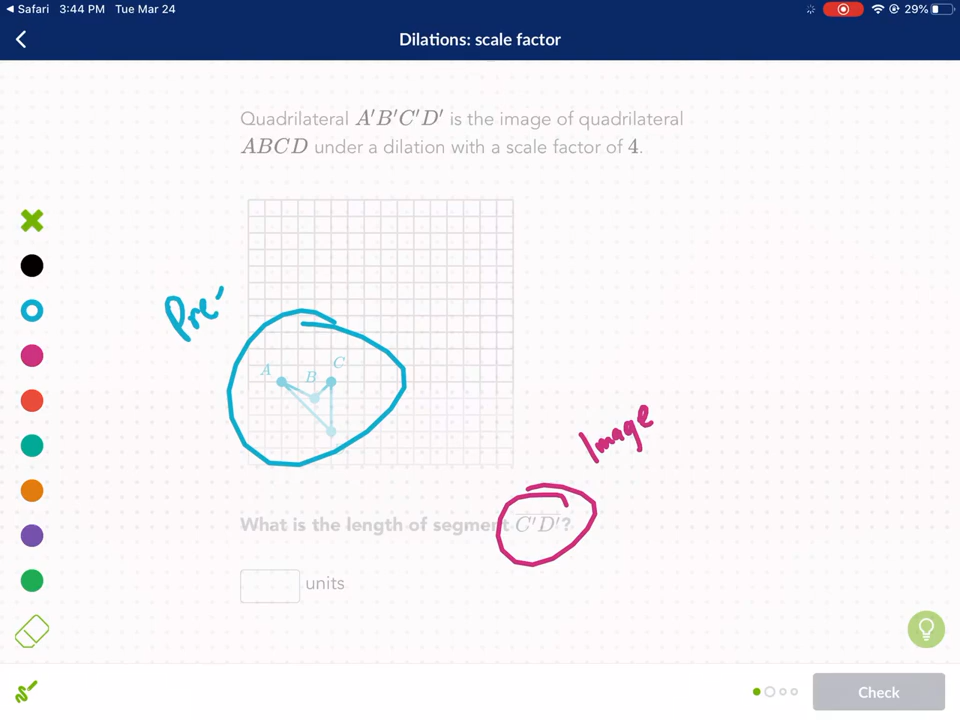 Safari 3:44 PM Tue Mar 24 29%
Dilations: scale factor
Quadrilateral A′B′C′D′ is the image of quadrilateral
ABCD under a dilation with a scale factor of 4.
Pre-
A B C
Image
What is the length of segment C′D′?
units
Check